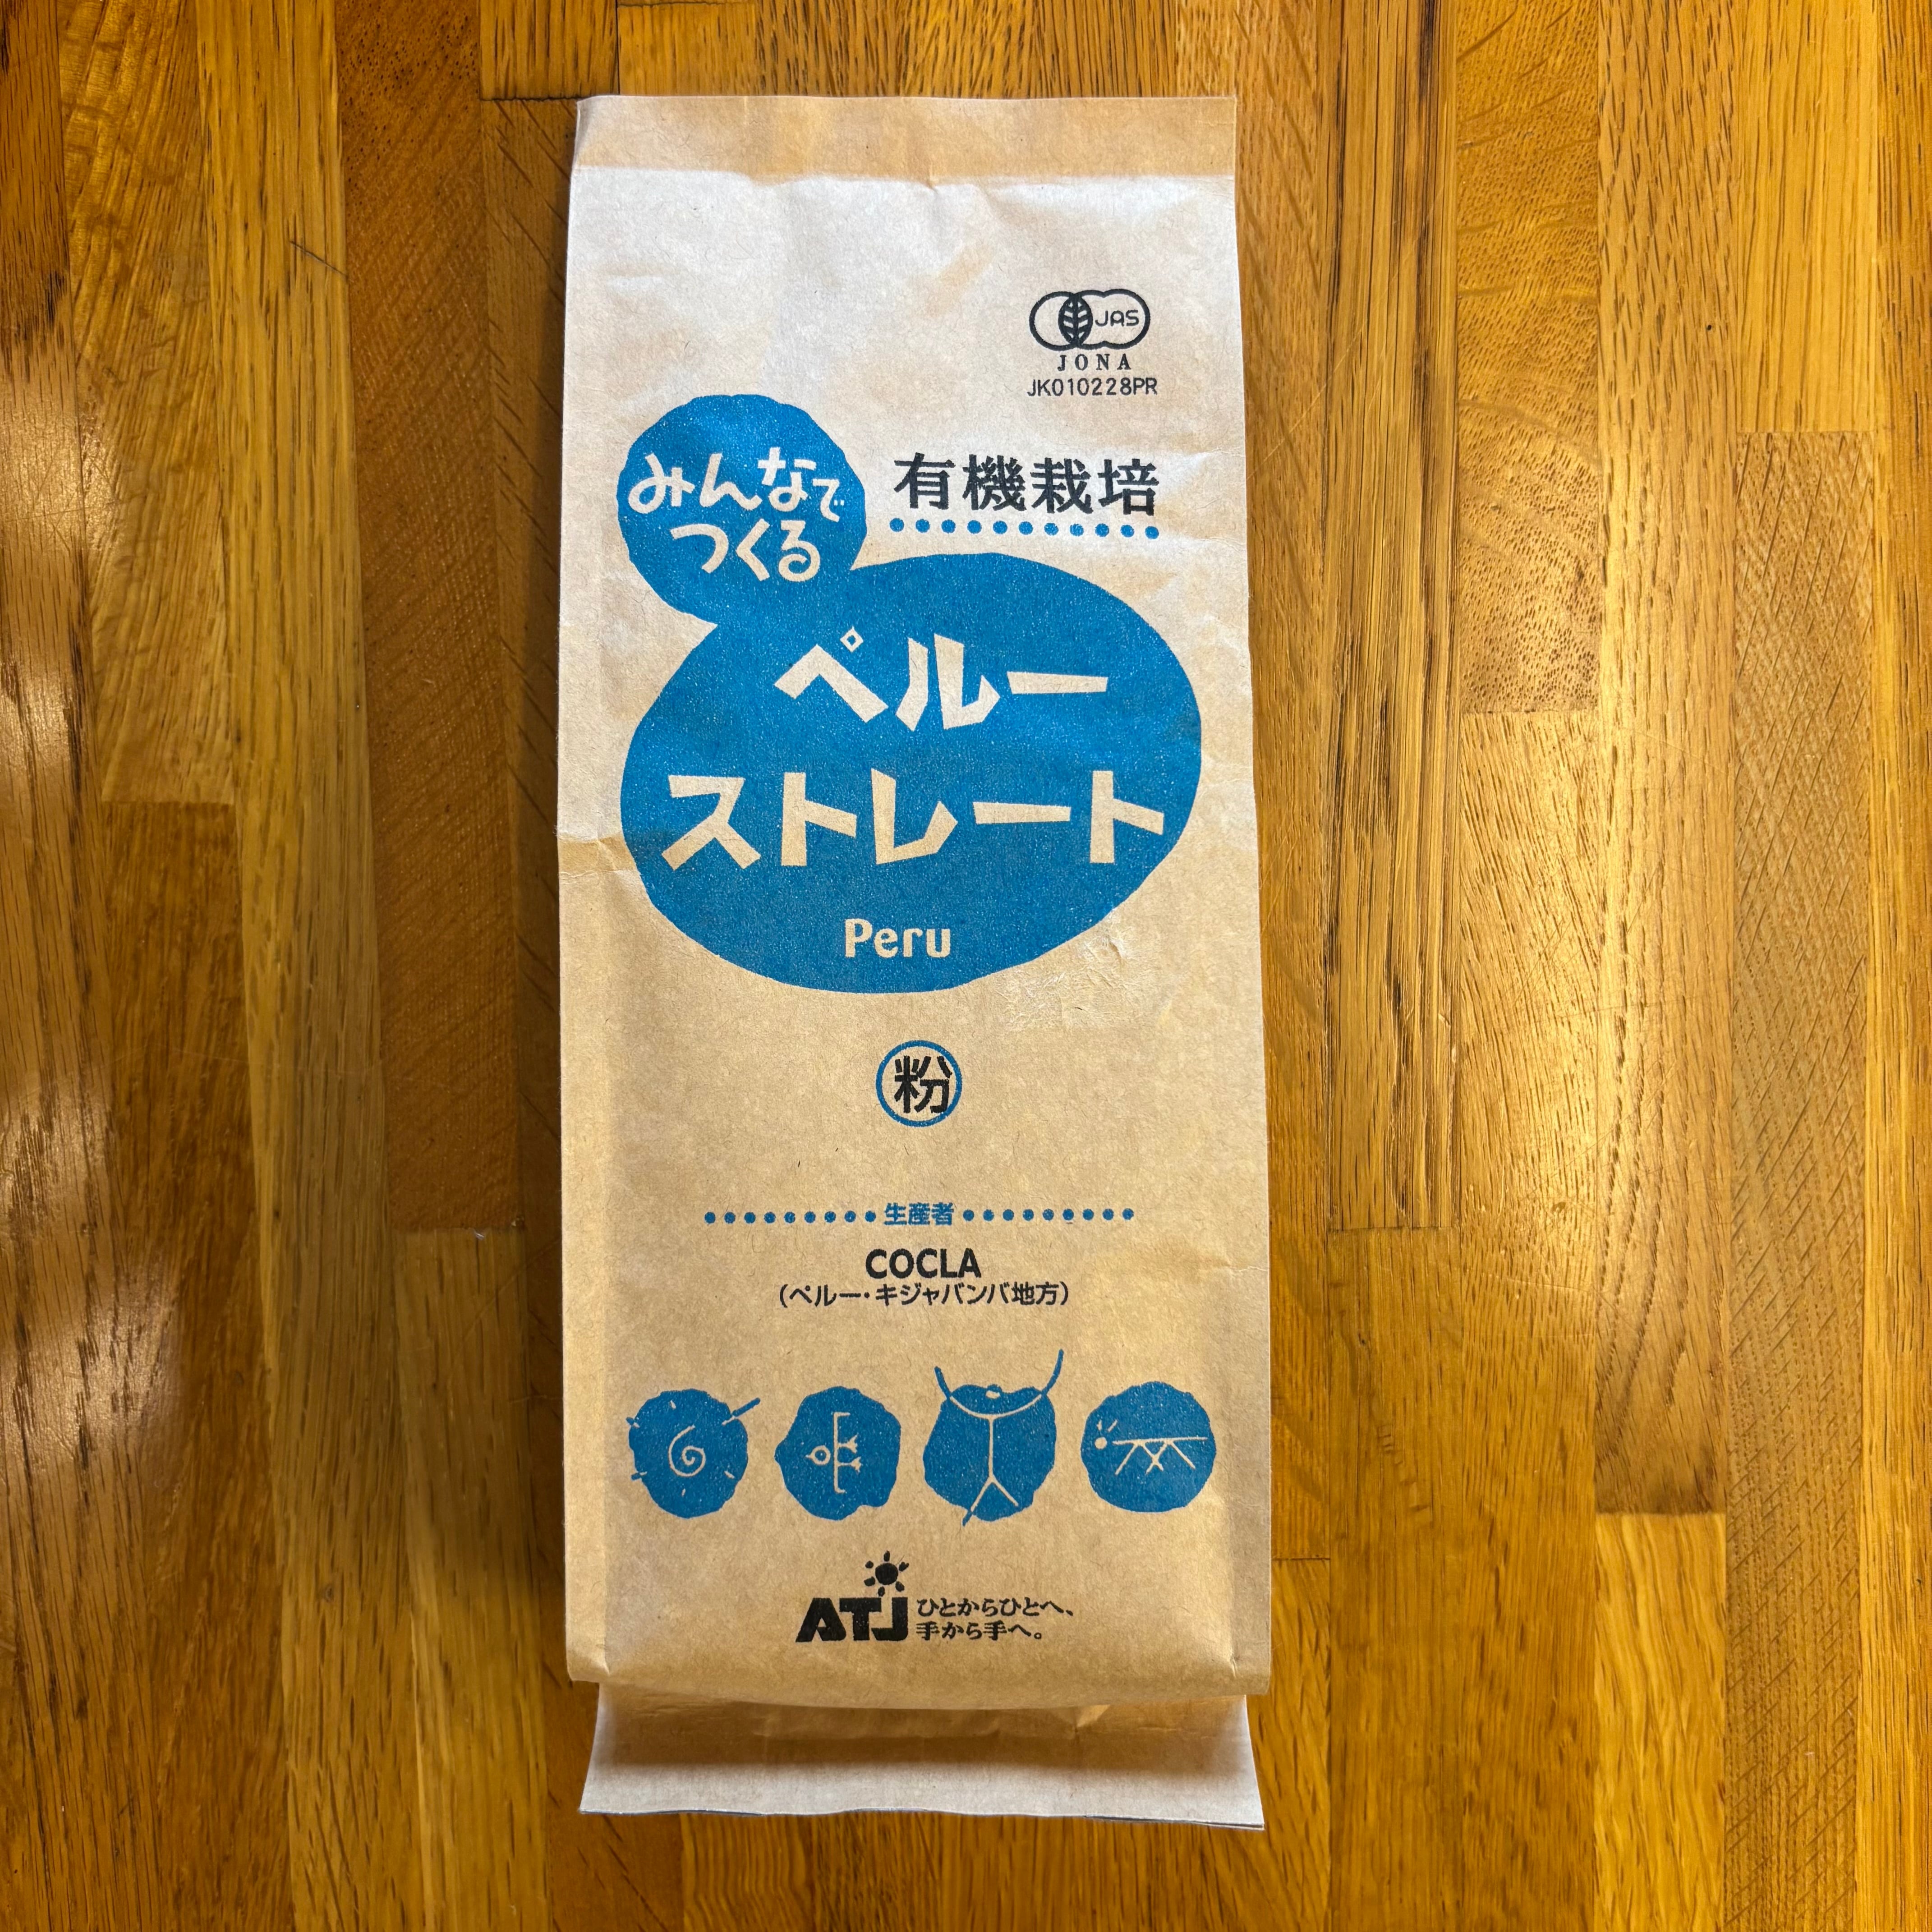 JAS
JONA
JK010228PR
みんなで
つくる
有機栽培
ペルー
ストレート
Peru
粉
生産者
COCLA
(ペルー・キジャバンバ地方)
ATJ ひとからひとへ、
手から手へ。